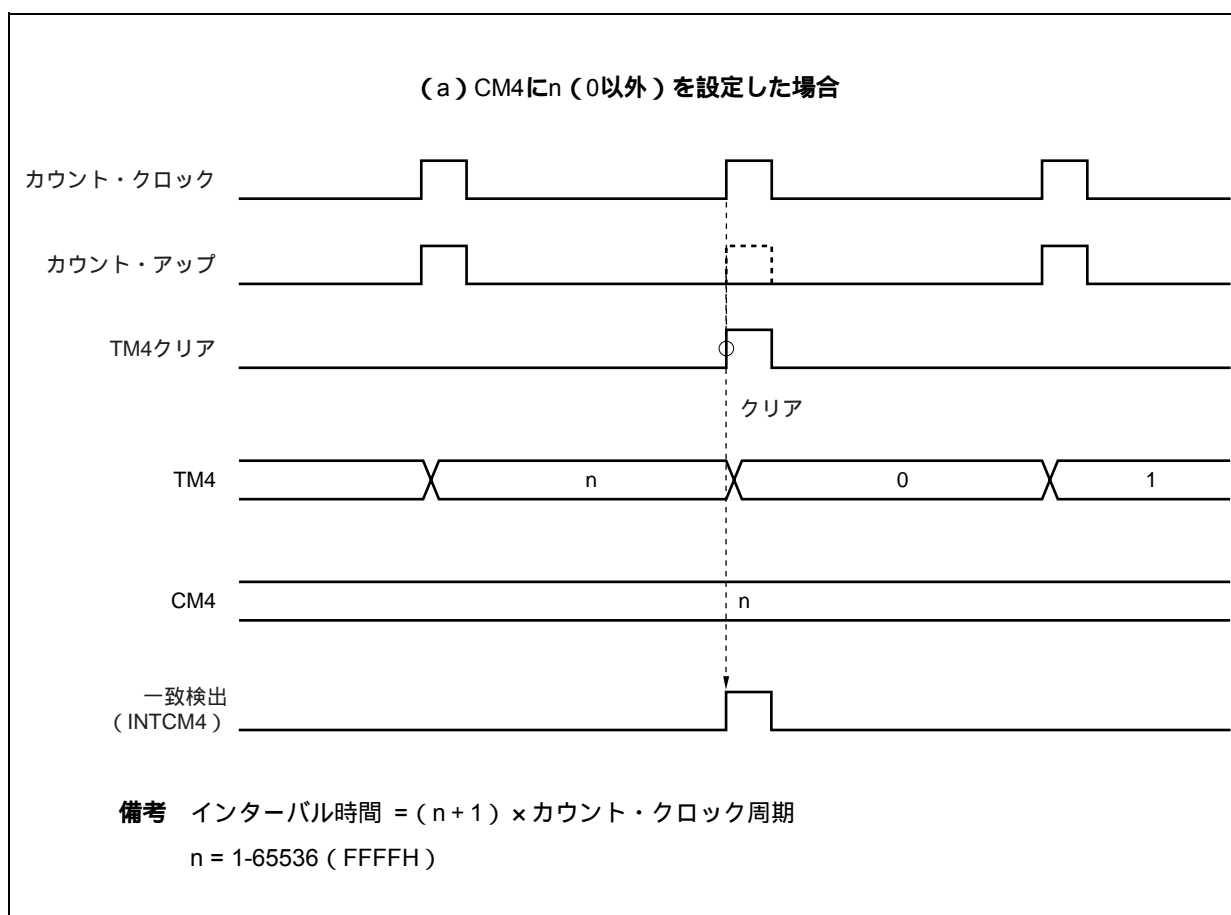 （a）CM4にn（0以外）を設定した場合
カウント・クロック
カウント・アップ
TM4クリア
クリア
TM4
n
0
1
CM4
n
一致検出
（INTCM4）
備考 インターバル時間 =（n + 1）×カウント・クロック周期
n = 1-65536（FFFFH）